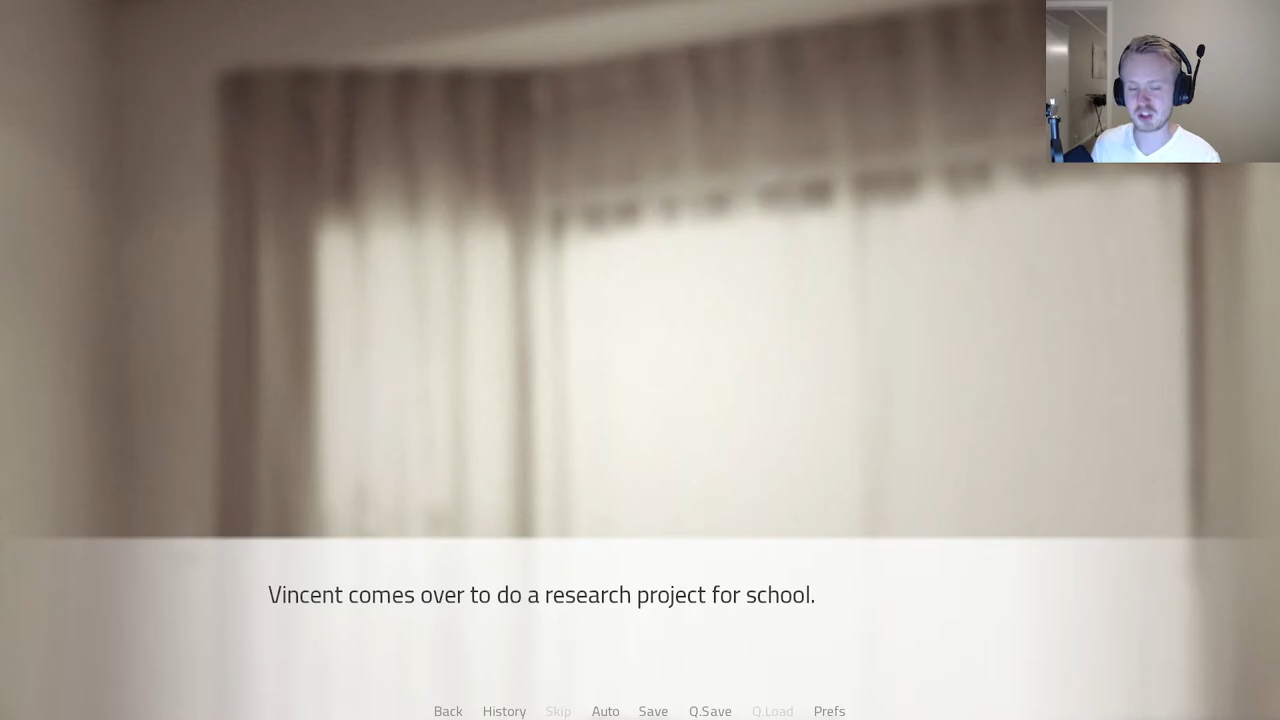 Vincent comes over to do a research project for school.
Back History Skip Auto Save Q.Save Q.Load Prefs